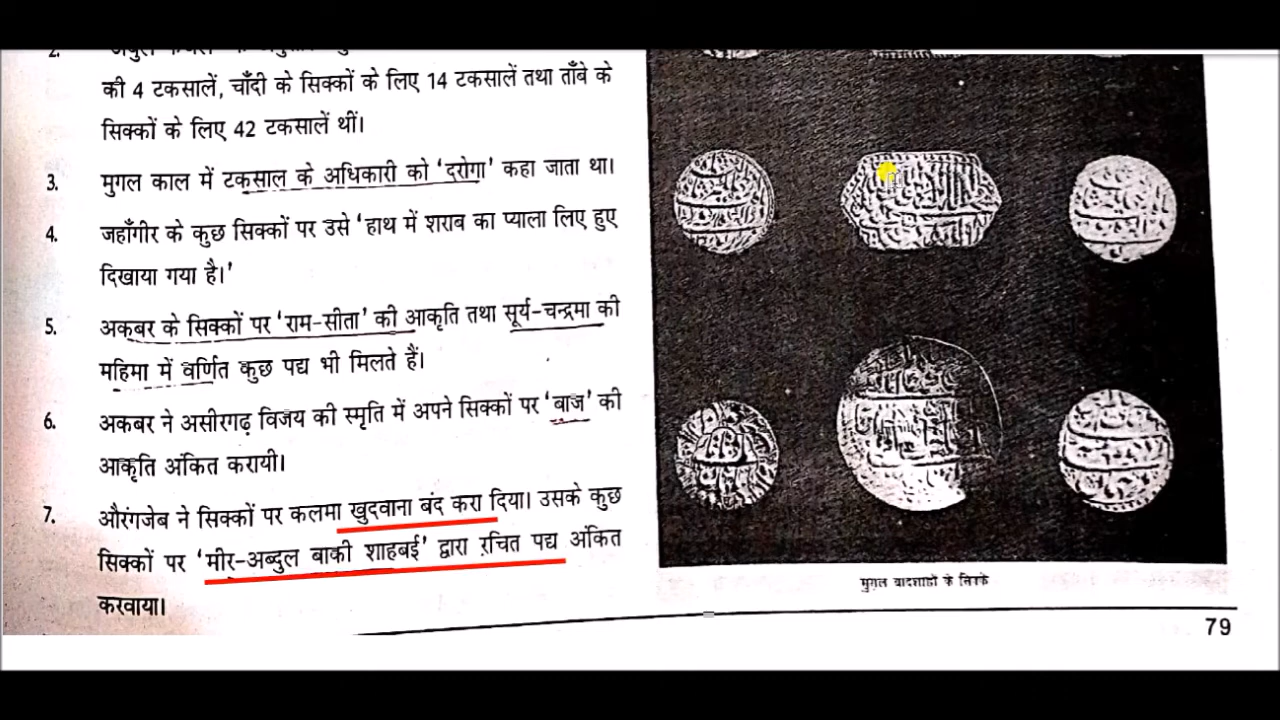 2.
की 4 टकसालें, चाँदी के सिक्कों के लिए 14 टकसालें तथा ताँबे के
सिक्कों के लिए 42 टकसालें थीं।
3. मुगल काल में टकसाल के अधिकारी को 'दरोगा' कहा जाता था।
4. जहाँगीर के कुछ सिक्कों पर उसे 'हाथ में शराब का प्याला लिए हुए
दिखाया गया है।'
5. अकबर के सिक्कों पर 'राम-सीता' की आकृति तथा सूर्य-चन्द्रमा की
महिमा में वर्णित कुछ पद्य भी मिलते हैं।
6. अकबर ने असीरगढ़ विजय की स्मृति में अपने सिक्कों पर 'बाज' की
आकृति अंकित करायी।
7. औरंगजेब ने सिक्कों पर कलमा खुदवाना बंद करा दिया। उसके कुछ
सिक्कों पर 'मीर-अब्दुल बाकी शाहबई' द्वारा रचित पद्य अंकित
करवाया।
मुग़ल बादशाहों के सिक्के
79